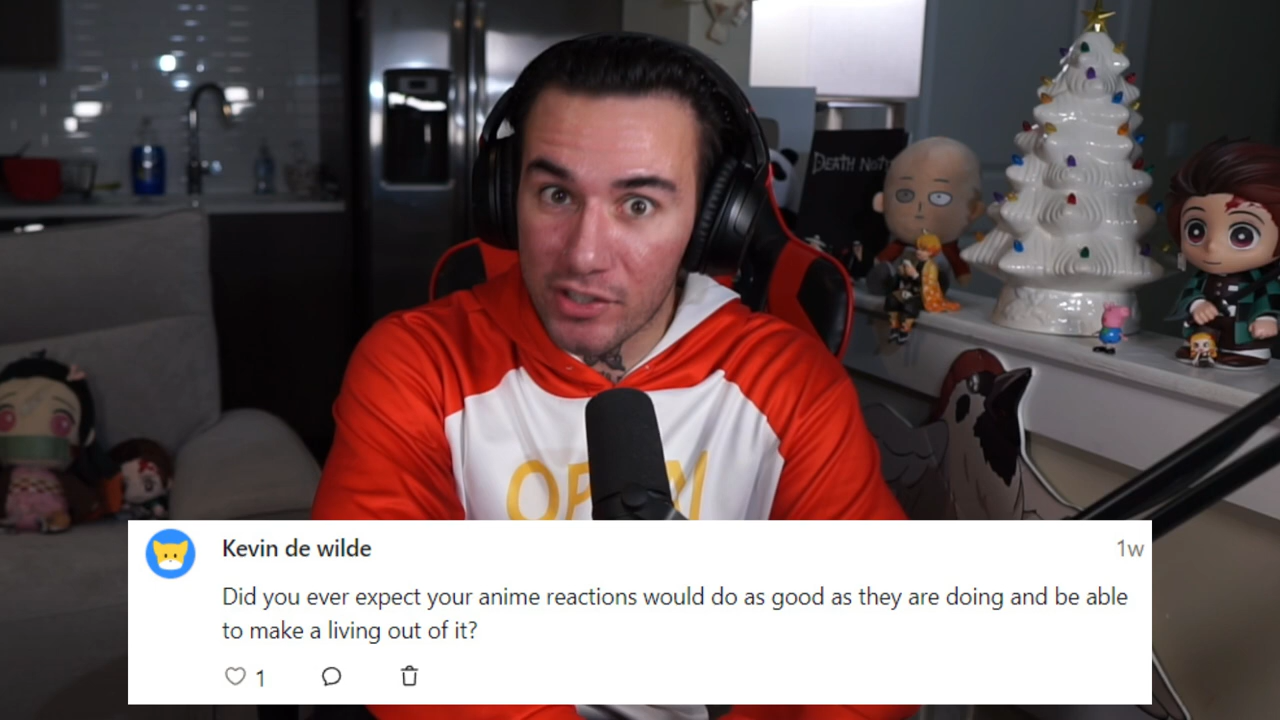 DEATH NOTE
OP
Kevin de wilde
1w
Did you ever expect your anime reactions would do as good as they are doing and be able
to make a living out of it?
1